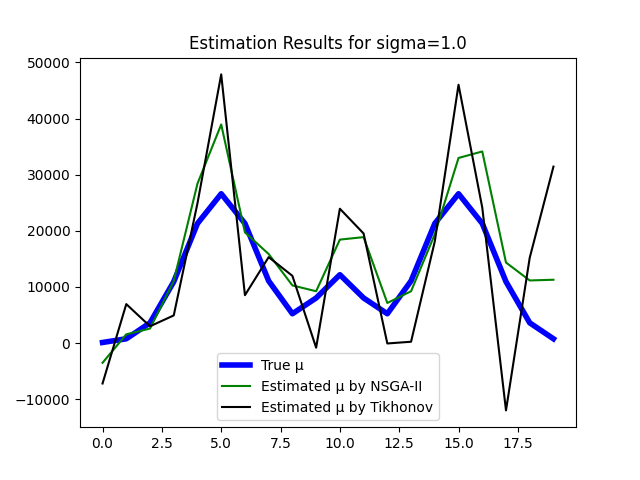 Estimation Results for sigma=1.0
50000
40000
30000
20000
10000
0
−10000
True μ
Estimated μ by NSGA-II
Estimated μ by Tikhonov
0.0 2.5 5.0 7.5 10.0 12.5 15.0 17.5